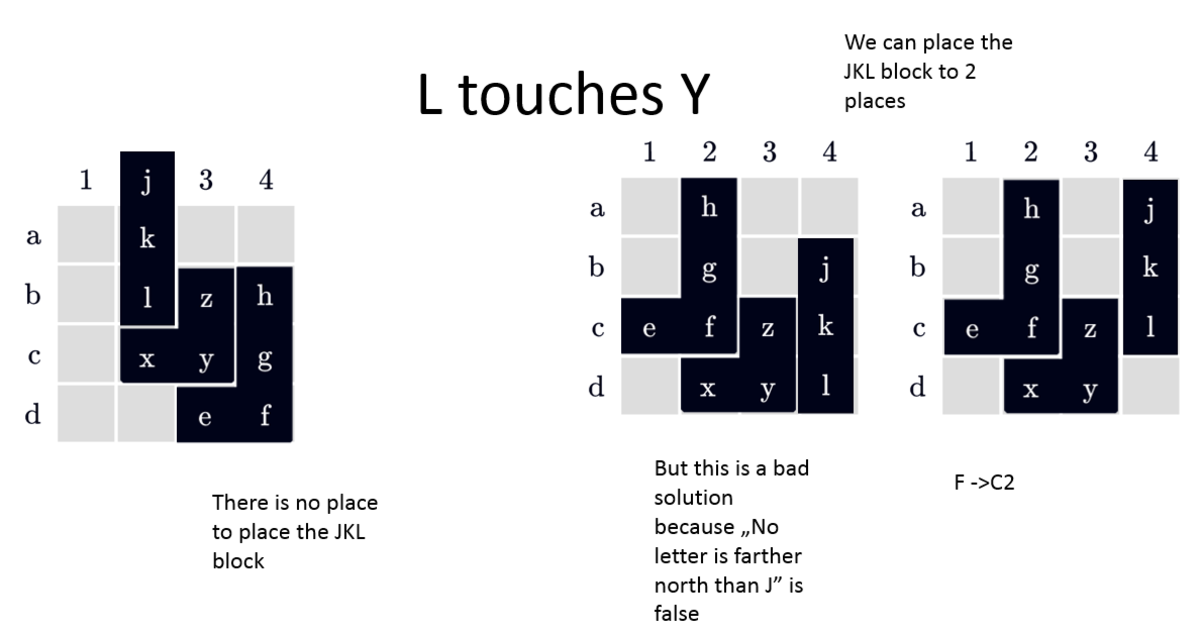 We can place the
JKL block to 2
places
L touches Y
1 j 3 4
a k
b l z h
c x y g
d e f
There is no place
to place the JKL
block
1 2 3 4
a h
b g j
c e f z k
d x y l
But this is a bad
solution
because „No
letter is farther
north than J” is
false
1 2 3 4
a h j
b g k
c e f z l
d x y
F ->C2